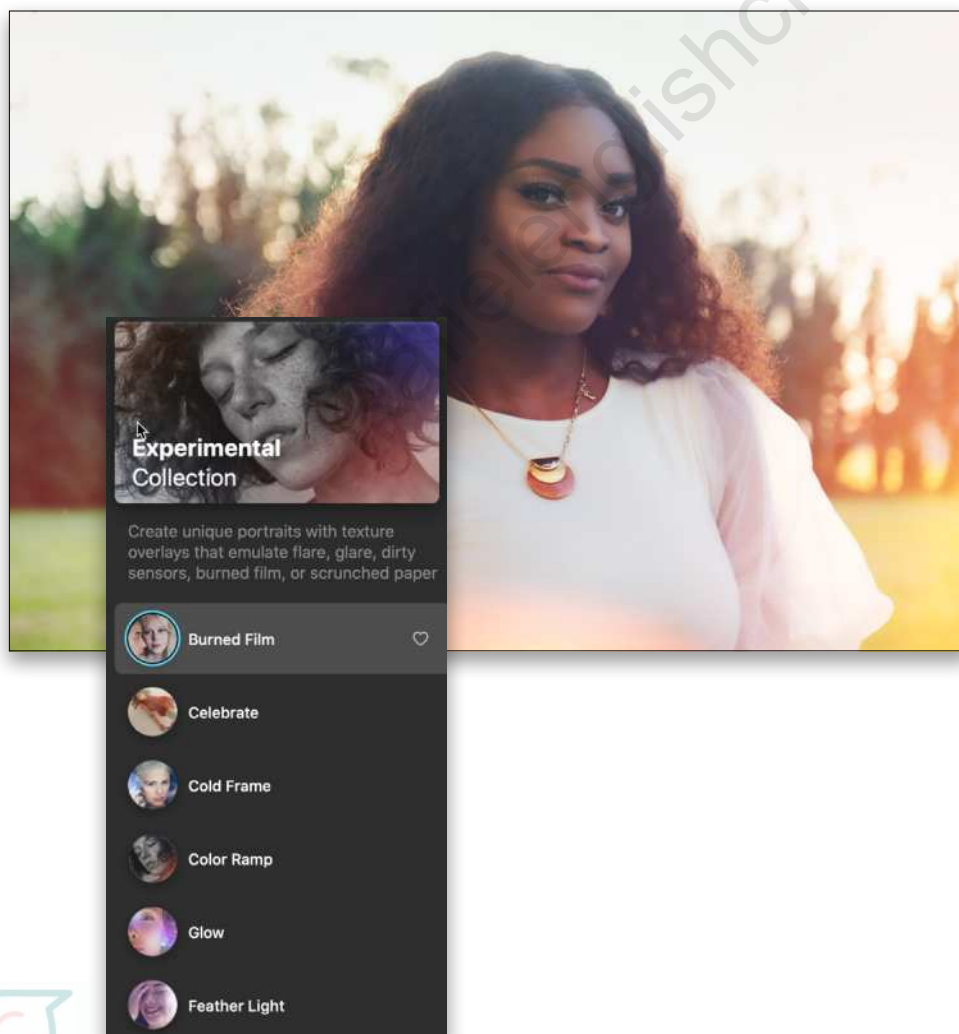 Experimental
Collection
Create unique portraits with texture
overlays that emulate flare, glare, dirty
sensors, burned film, or scrunched paper
Burned Film
Celebrate
Cold Frame
Color Ramp
Glow
Feather Light